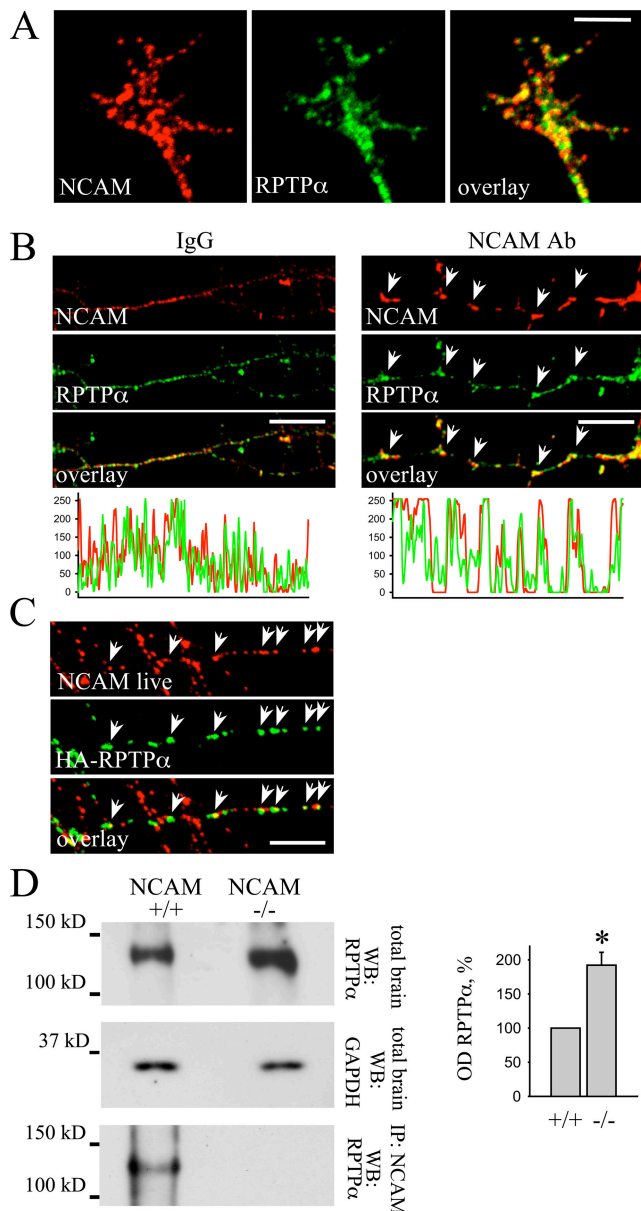 A
NCAM
RPTPα
overlay
B
IgG
NCAM Ab
NCAM
NCAM
RPTPα
RPTPα
overlay
overlay
250
200
150
100
50
0
250
200
150
100
50
0
C
NCAM live
HA-RPTPα
overlay
D
NCAM
+/+
NCAM
-/-
150 kD
100 kD
total brain
WB:
RPTPα
37 kD
total brain
WB:
GAPDH
150 kD
100 kD
IP: NCAM
WB:
RPTPα
OD RPTPα, %
200
150
100
50
0
*
+/+
-/-